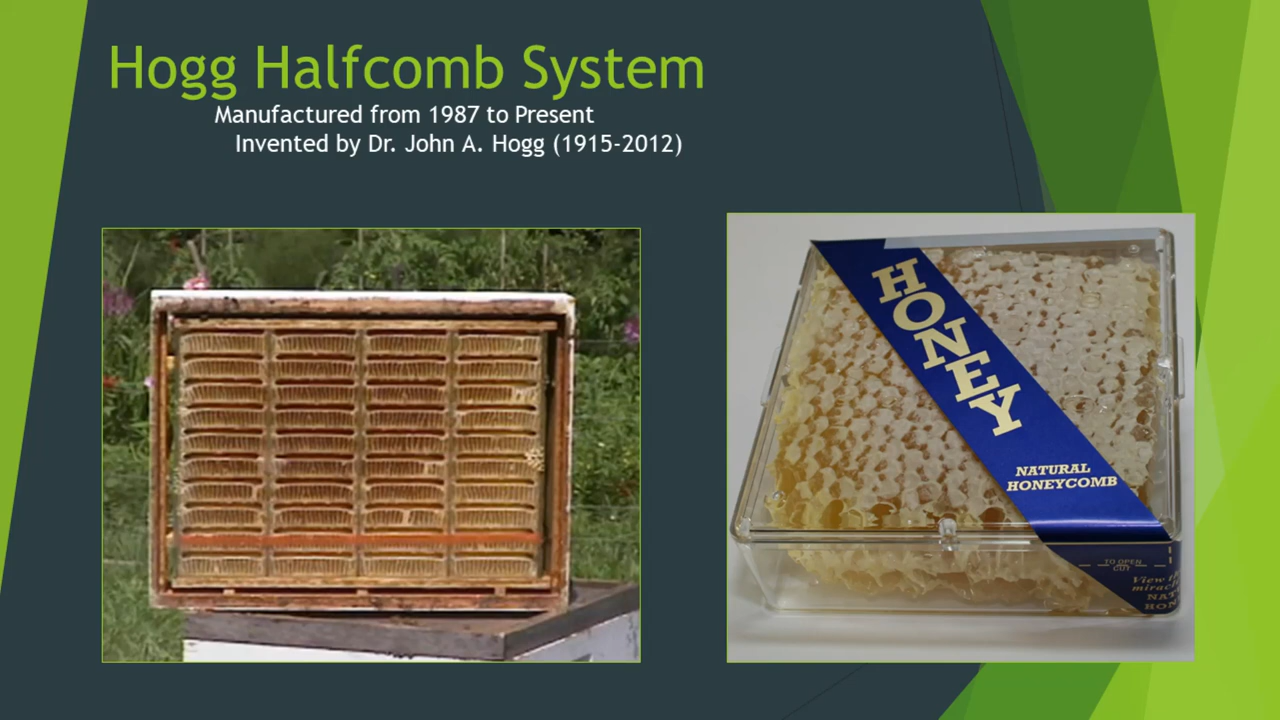 Hogg Halfcomb System
Manufactured from 1987 to Present
Invented by Dr. John A. Hogg (1915-2012)
HONEY
NATURAL
HONEYCOMB
TO OPEN
CUT
View